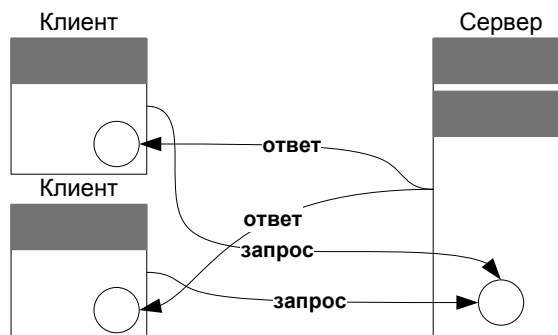 Клиент
Сервер
ответ
Клиент
ответ
запрос
запрос